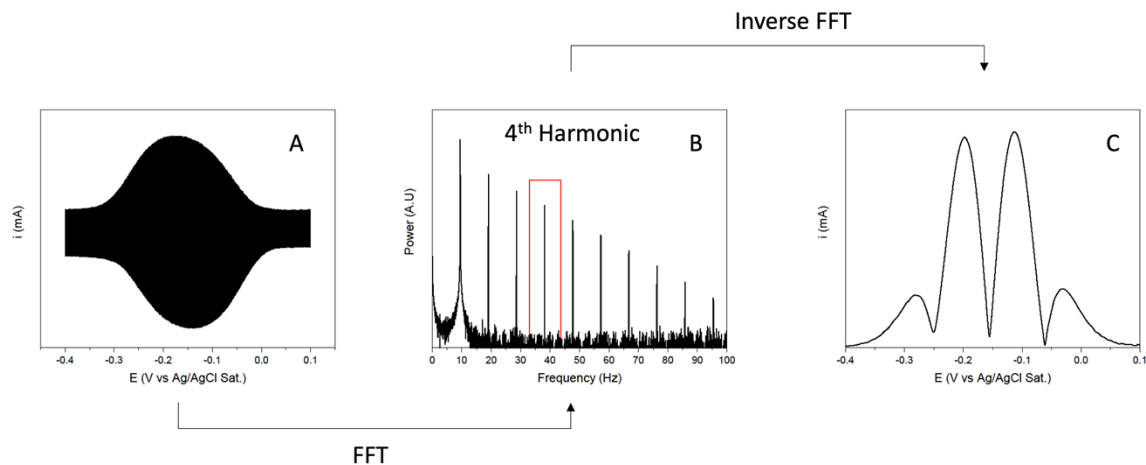 Inverse FFT
A
i (mA)
-0.4 -0.3 -0.2 -0.1 0.0 0.1
E (V vs Ag/AgCl Sat.)
4th Harmonic
B
Power (A.U)
0 10 20 30 40 50 60 70 80 90 100
Frequency (Hz)
C
i (mA)
-0.4 -0.3 -0.2 -0.1 0.0 0.1
E (V vs Ag/AgCl Sat.)
FFT